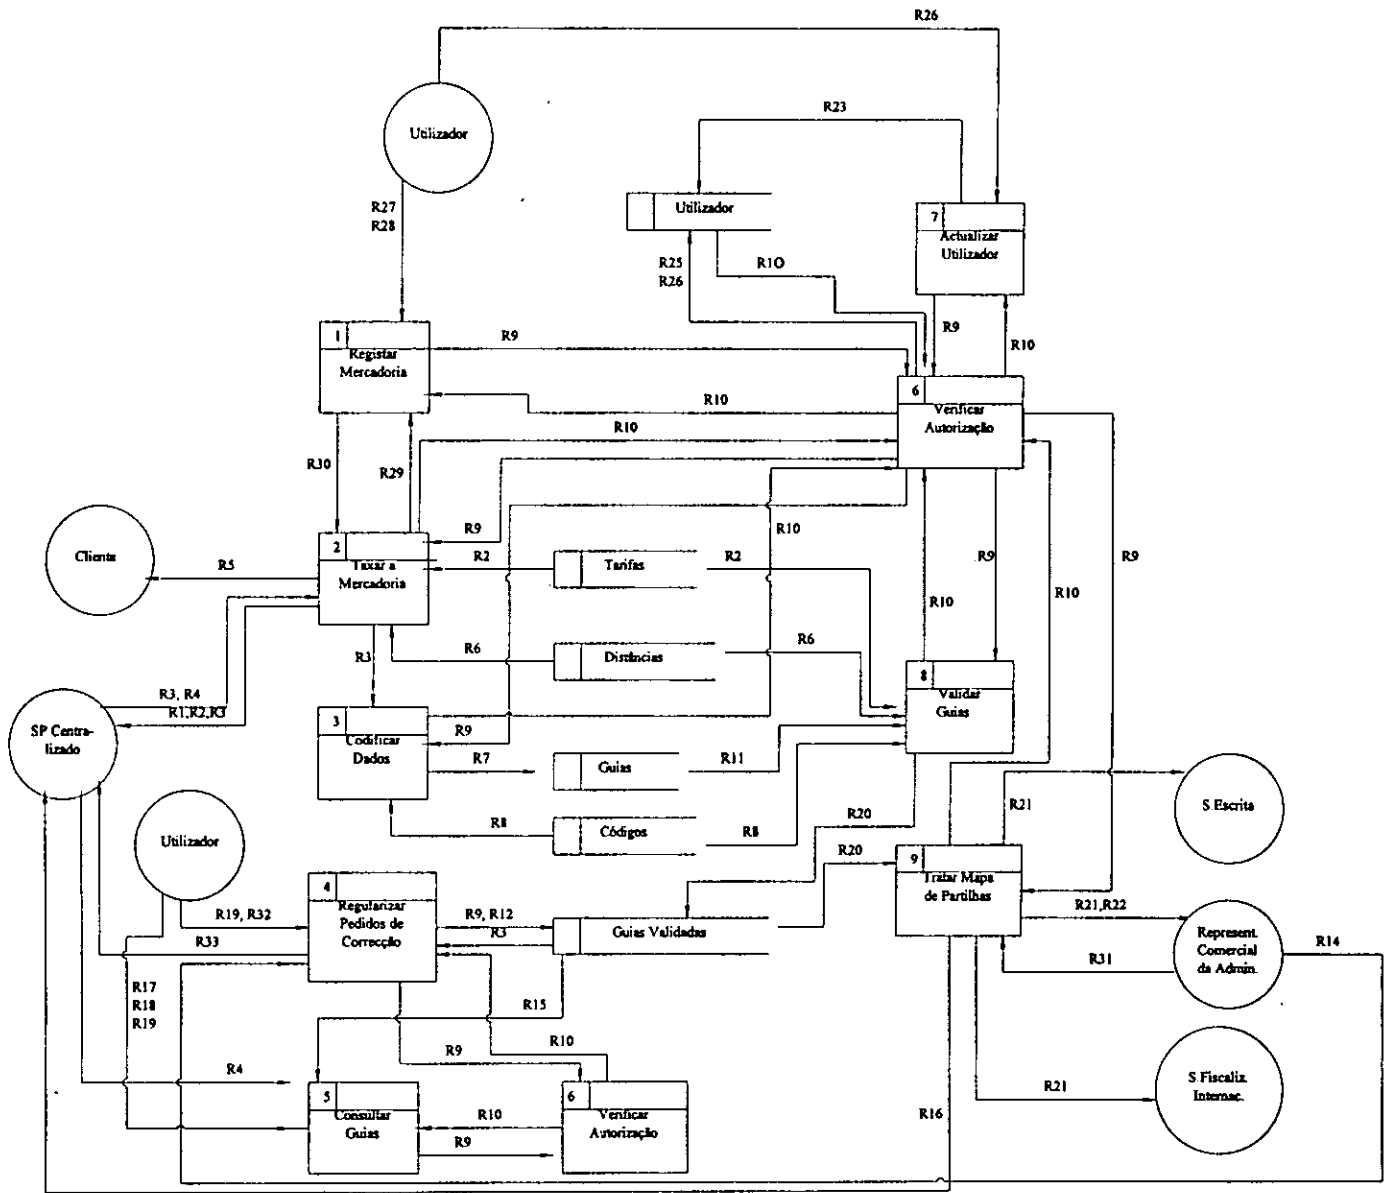 R26
R23
Utilizador
R27
R28
Utilizador
7
Actualizar
Utilizador
R25
R26
R1O
R9
R10
1
Registar
Mercadoria
R9
6
Verificar
Autorização
R10
R10
R30
R29
R9
R10
R9
R9
R10
R10
Cliente
R5
2
Taxar a
Mercadoria
R2
Tarifas
R2
R3
R6
Distâncias
R6
8
Validar
Guias
R3, R4
R1,R2,R3
SP Centra-
lizado
3
Codificar
Dados
R9
R7
Guias
R11
R8
Códigos
R8
R20
R20
R21
S.Escrita
Utilizador
4
Regularizar
Pedidos de
Correcção
R19, R32
R33
R9, R12
R3
Guias Validadas
9
Tratar Mapa
de Partilhas
R21,R22
R31
Represent.
Comercial
da Admin.
R14
R17
R18
R19
R15
R9
R10
R4
5
Consultar
Guias
R10
R9
6
Verificar
Autorização
R16
R21
S.Fiscaliz.
Internac.